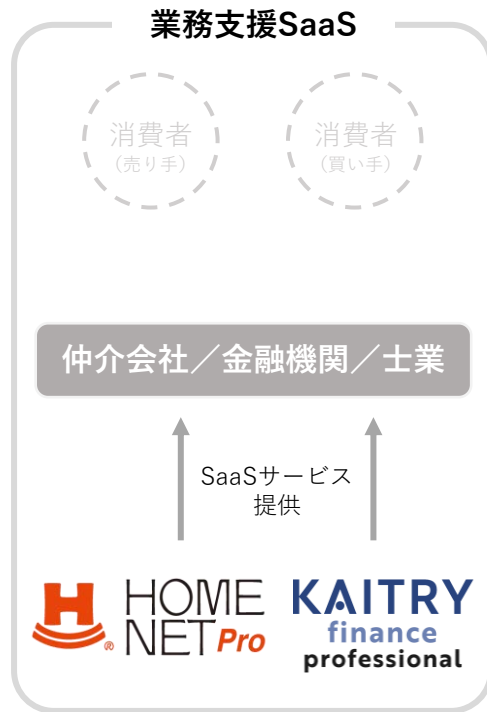 業務支援SaaS
消費者
(売り手)
消費者
(買い手)
仲介会社／金融機関／士業
SaaSサービス
提供
H
®
HOME
NET Pro
KAITRY
finance
professional